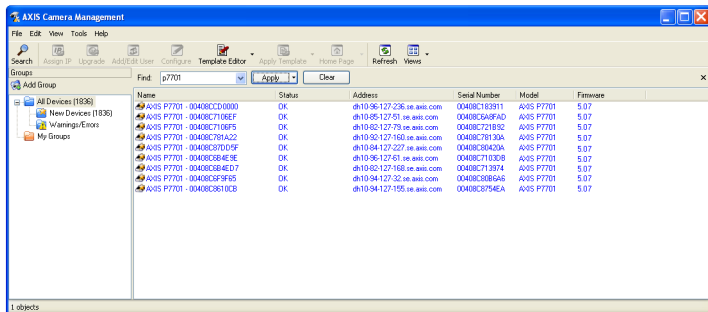 AXIS Camera Management
File Edit View Tools Help
Search Assign IP Upgrade Add/Edit User Configure Template Editor Apply Template Home Page Refresh Views
Groups
Add Group
All Devices (1836)
New Devices (1836)
Warnings/Errors
My Groups
Find: p7701 Apply Clear
Name Status Address Serial Number Model Firmware
AXIS P7701 - 00408CCD0000 OK dh10-96-127-236.se.axis.com 00408C183911 AXIS P7701 5.07
AXIS P7701 - 00408C7106EF OK dh10-85-127-51.se.axis.com 00408C6A8FAD AXIS P7701 5.07
AXIS P7701 - 00408C7106F5 OK dh10-82-127-79.se.axis.com 00408C721B92 AXIS P7701 5.07
AXIS P7701 - 00408C781A22 OK dh10-92-127-160.se.axis.com 00408C78130A AXIS P7701 5.07
AXIS P7701 - 00408C87DD5F OK dh10-84-127-227.se.axis.com 00408C80420A AXIS P7701 5.07
AXIS P7701 - 00408C6B4E9E OK dh10-96-127-61.se.axis.com 00408C7103DB AXIS P7701 5.07
AXIS P7701 - 00408C6B4ED7 OK dh10-82-127-168.se.axis.com 00408C713974 AXIS P7701 5.07
AXIS P7701 - 00408C6F9F65 OK dh10-94-127-32.se.axis.com 00408C80B6A6 AXIS P7701 5.07
AXIS P7701 - 00408C8610CB OK dh10-94-127-155.se.axis.com 00408C8754EA AXIS P7701 5.07
1 objects